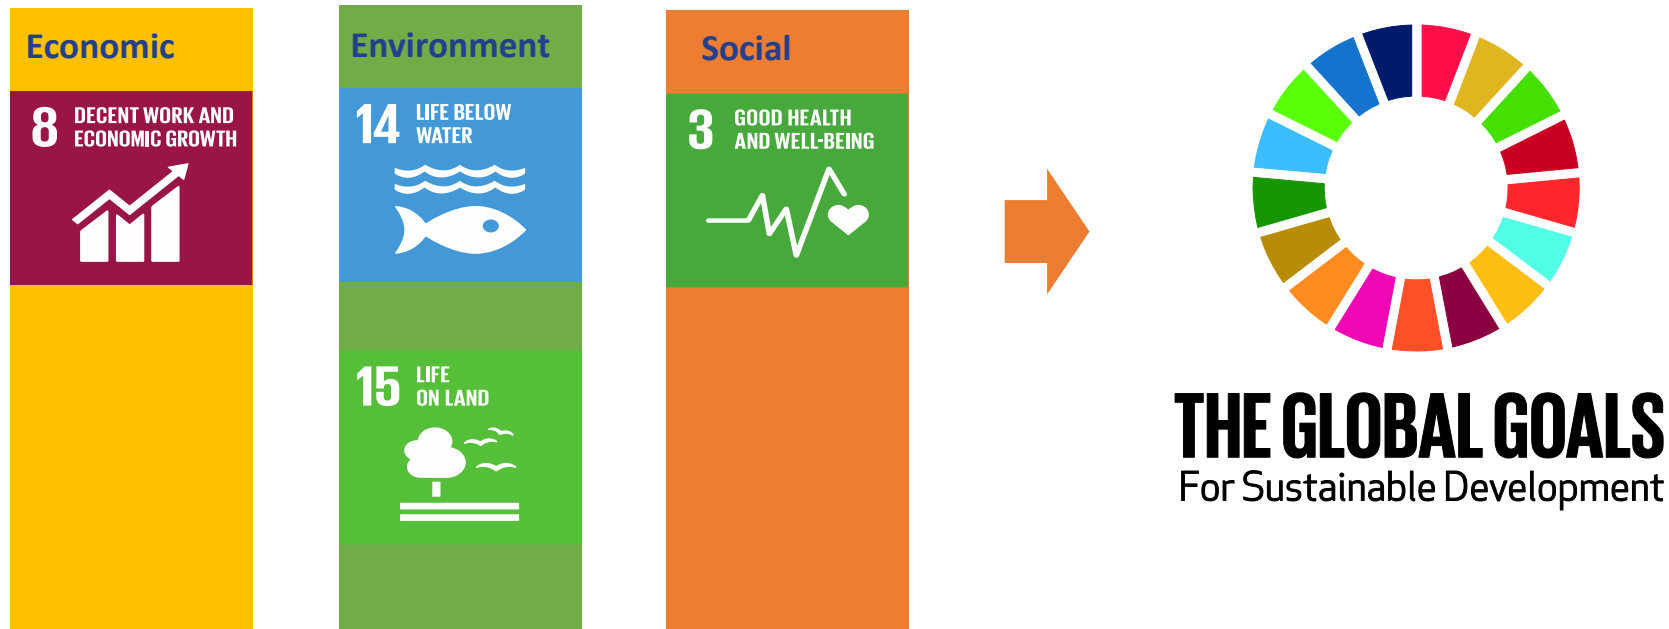 Economic
8 DECENT WORK AND
ECONOMIC GROWTH
Environment
14 LIFE BELOW
WATER
15 LIFE
ON LAND
Social
3 GOOD HEALTH
AND WELL-BEING
THE GLOBAL GOALS
For Sustainable Development